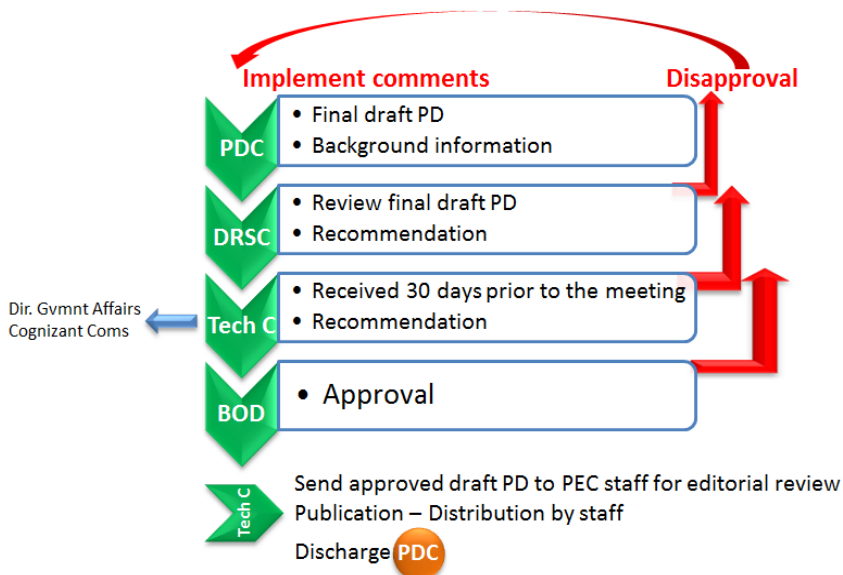 Implement comments
Disapproval
PDC
• Final draft PD
• Background information
DRSC
• Review final draft PD
• Recommendation
Dir. Gvmnt Affairs
Cognizant Coms
Tech C
• Received 30 days prior to the meeting
• Recommendation
BOD
• Approval
Tech C
Send approved draft PD to PEC staff for editorial review
Publication – Distribution by staff
Discharge PDC